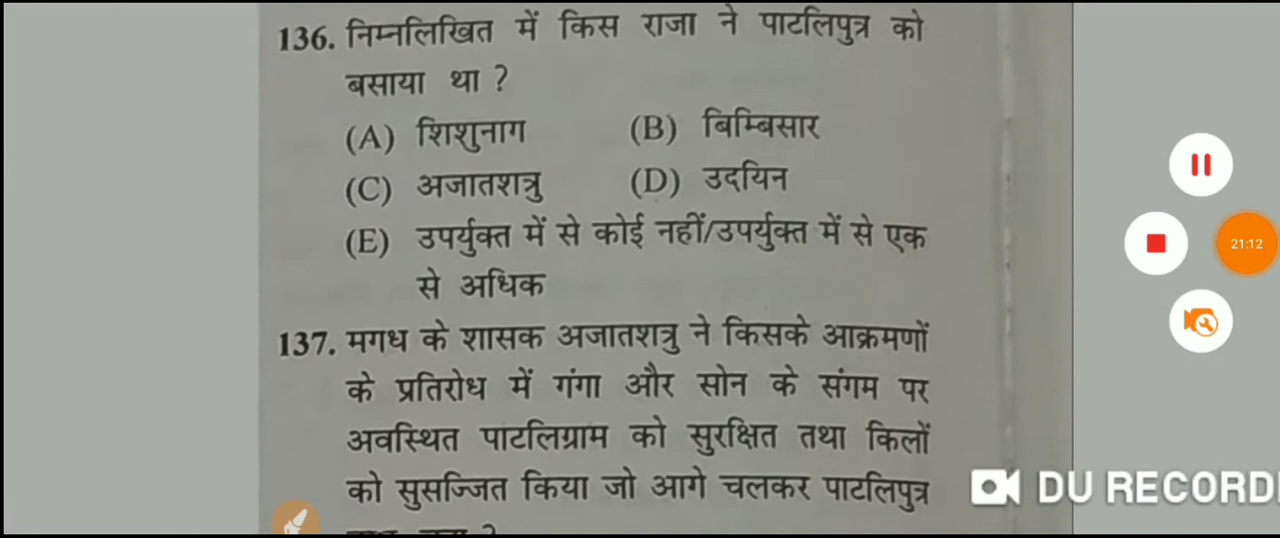 136. निम्नलिखित में किस राजा ने पाटलिपुत्र को
बसाया था ?
(A) शिशुनाग (B) बिम्बिसार
(C) अजातशत्रु (D) उदयिन
(E) उपर्युक्त में से कोई नहीं/उपर्युक्त में से एक
से अधिक
137. मगध के शासक अजातशत्रु ने किसके आक्रमणों
के प्रतिरोध में गंगा और सोन के संगम पर
अवस्थित पाटलिग्राम को सुरक्षित तथा किलों
को सुसज्जित किया जो आगे चलकर पाटलिपुत्र
21:12
DU RECORD